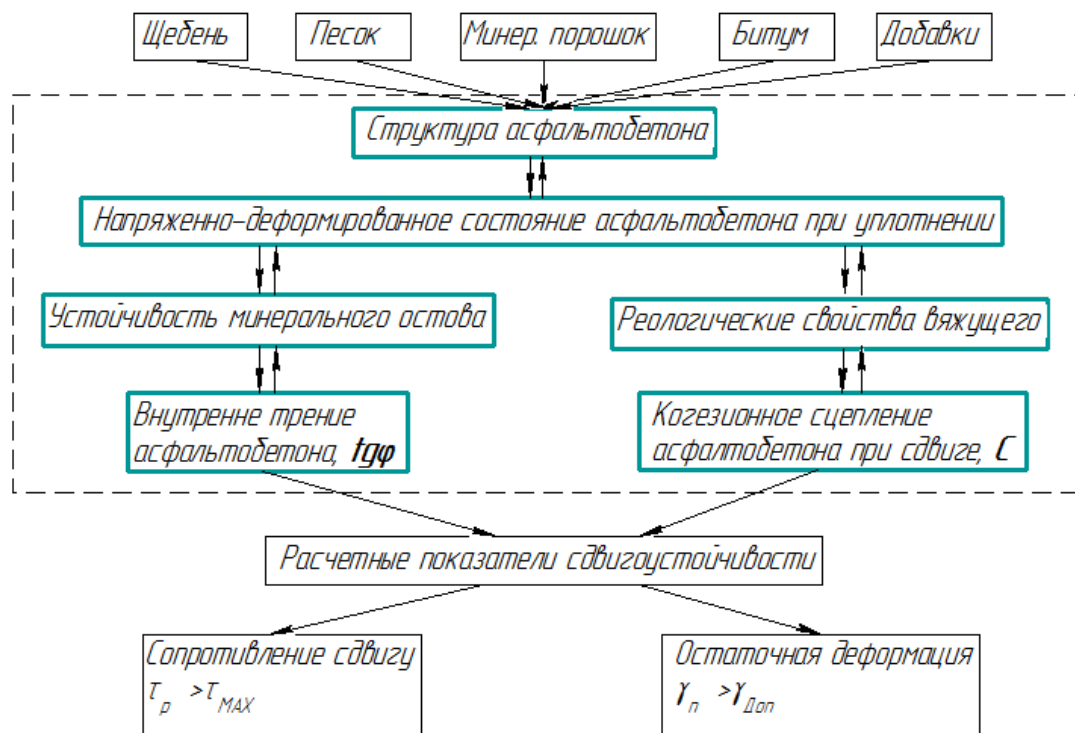 Щебень
Песок
Минер. порошок
Битум
Добавки
Структура асфальтобетона
Напряженно-деформированное состояние асфальтобетона при уплотнении
Устойчивость минерального остова
Реологические свойства вяжущего
Внутренне трение
асфальтобетона, tgφ
Когезионное сцепление
асфалтобетона при сдвиге, C
Расчетные показатели сдвигоустойчивости
Сопротивление сдвигу
τр >τМАХ
Остаточная деформация
γп >γДоп